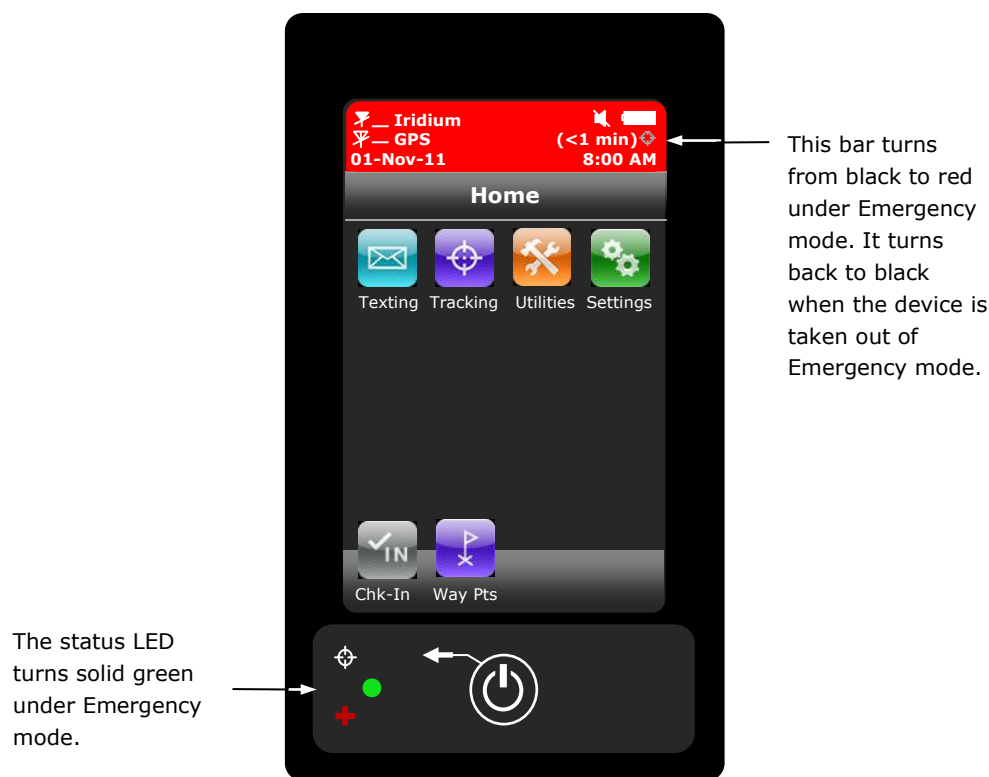 Iridium
GPS (<1 min)
01-Nov-11 8:00 AM
Home
Texting Tracking Utilities Settings
IN
Chk-In Way Pts
This bar turns
from black to red
under Emergency
mode. It turns
back to black
when the device is
taken out of
Emergency mode.
The status LED
turns solid green
under Emergency
mode.